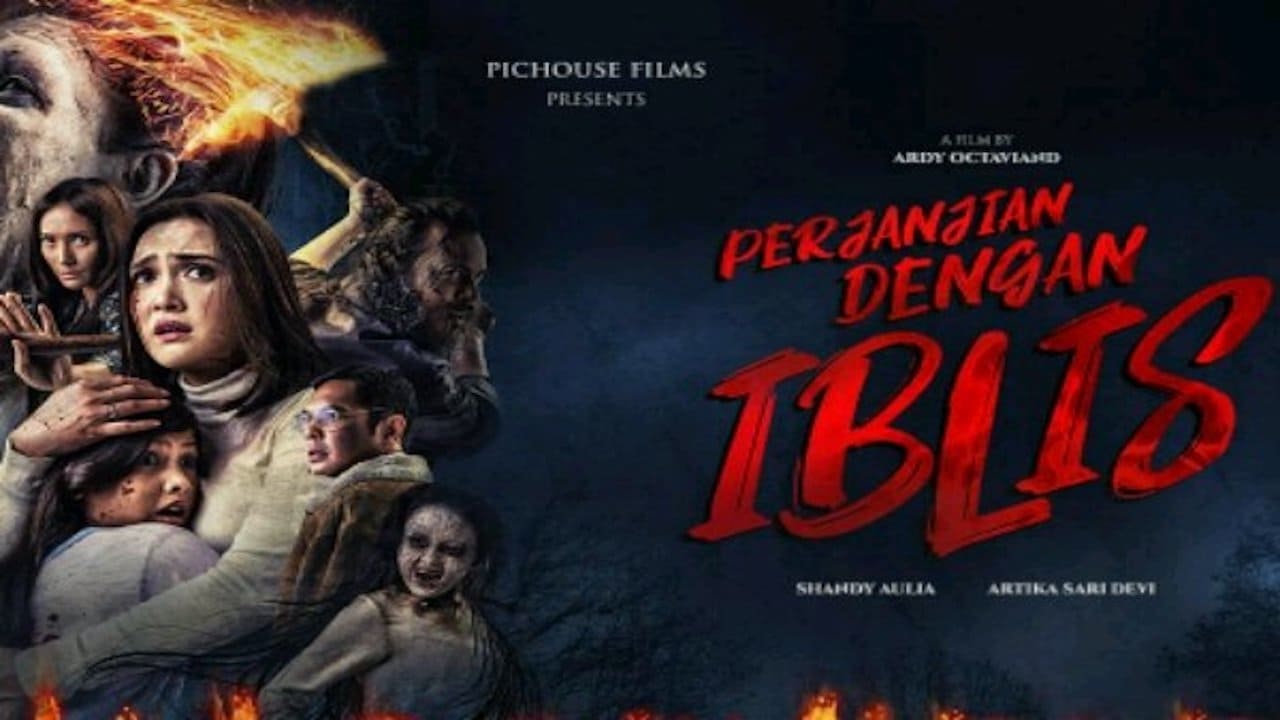 PICHOUSE FILMS
PRESENTS
A FILM BY
ARDY OCTAVIAND
PERJANJIAN
DENGAN
IBLIS
SHANDY AULIA ARTIKA SARI DEVI